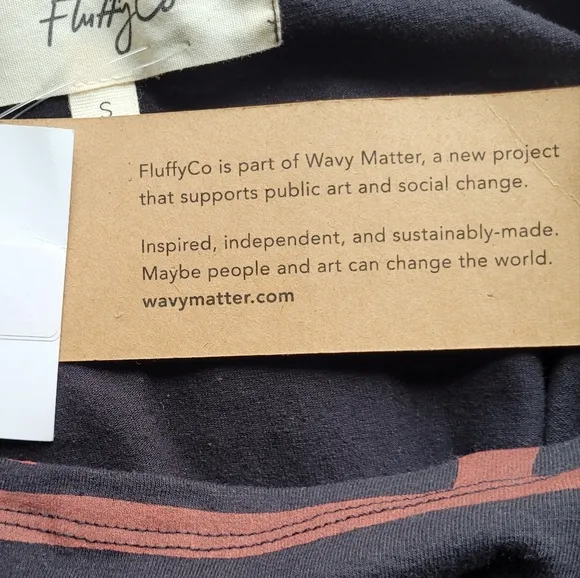 FluffyCo
S
FluffyCo is part of Wavy Matter, a new project
that supports public art and social change.
Inspired, independent, and sustainably-made.
Maybe people and art can change the world.
wavymatter.com